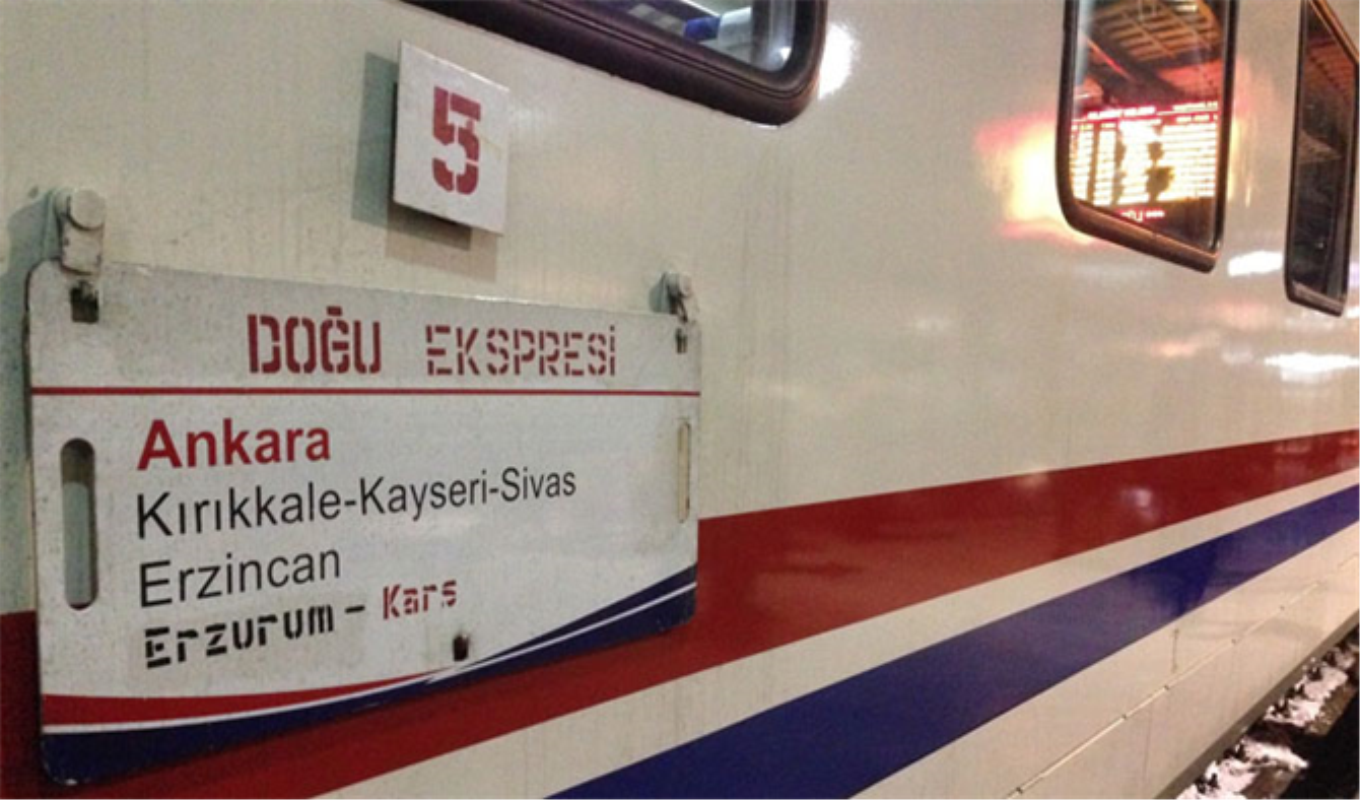 5
DOĞU EKSPRESİ
Ankara
Kırıkkale-Kayseri-Sivas
Erzincan
Erzurum - Kars